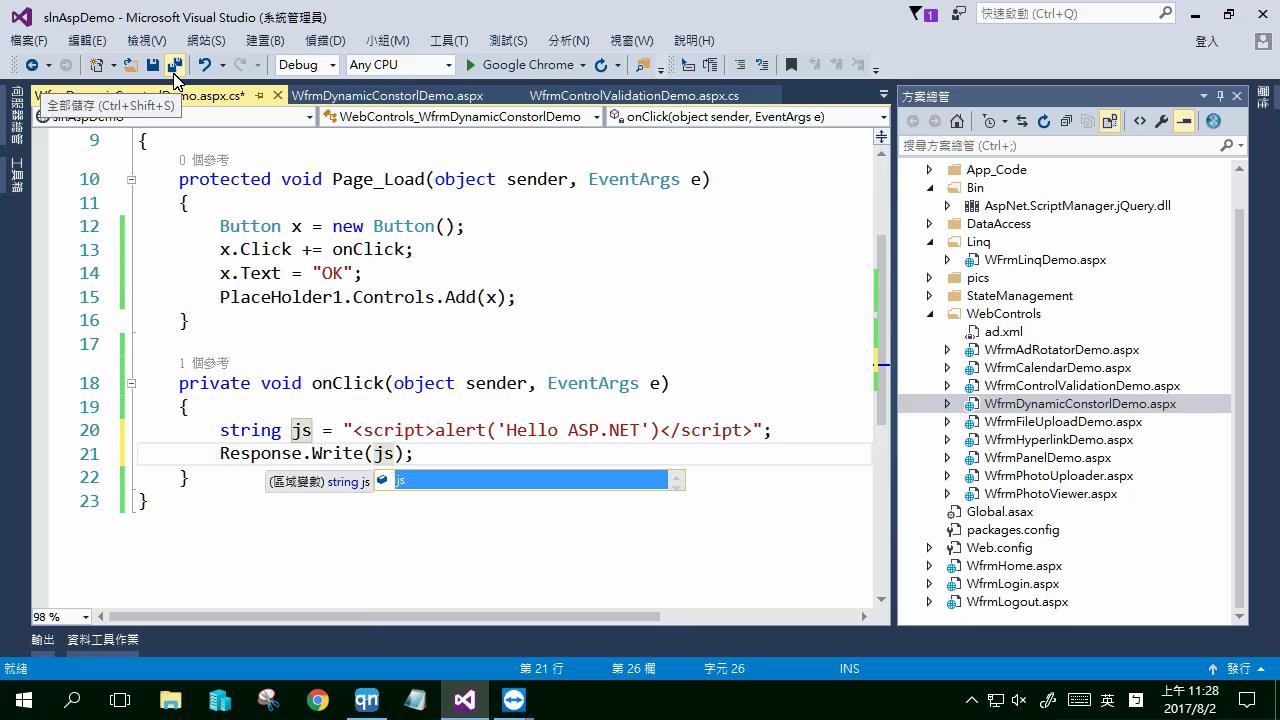 slnAspDemo - Microsoft Visual Studio (系統管理員)
1
快速啟動 (Ctrl+Q)
檔案(F) 編輯(E) 檢視(V) 網站(S) 建置(B) 偵錯(D) 小組(M) 工具(T) 測試(S) 分析(N) 視窗(W) 說明(H)
登入
Debug Any CPU Google Chrome
WfrmDynamicConstorlDemo.aspx WfrmControlValidationDemo.aspx.cs
全部儲存 (Ctrl+Shift+S)
slnAspDemo WebControls_WfrmDynamicConstorlDemo onClick(object sender, EventArgs e)
伺服器總管
工具箱
9 {
0 個參考
10 protected void Page_Load(object sender, EventArgs e)
11 {
12 Button x = new Button();
13 x.Click += onClick;
14 x.Text = "OK";
15 PlaceHolder1.Controls.Add(x);
16 }
17
1 個參考
18 private void onClick(object sender, EventArgs e)
19 {
20 string js = "<script>alert('Hello ASP.NET')</script>";
21 Response.Write(js);
22 }
(區域變數) string js
js
23 }
98 %
方案總管
搜尋方案總管 (Ctrl+;)
App_Code
Bin
AspNet.ScriptManager.jQuery.dll
DataAccess
Linq
WFrmLinqDemo.aspx
pics
StateManagement
WebControls
ad.xml
WfrmAdRotatorDemo.aspx
WfrmCalendarDemo.aspx
WfrmControlValidationDemo.aspx
WfrmDynamicConstorlDemo.aspx
WfrmFileUploadDemo.aspx
WfrmHyperlinkDemo.aspx
WfrmPanelDemo.aspx
WfrmPhotoUploader.aspx
WfrmPhotoViewer.aspx
Global.asax
packages.config
Web.config
WfrmHome.aspx
WfrmLogin.aspx
WfrmLogout.aspx
輸出 資料工具作業
就緒 第 21 行 第 26 欄 字元 26 INS 發行
qn
英
上午 11:28
2017/8/2